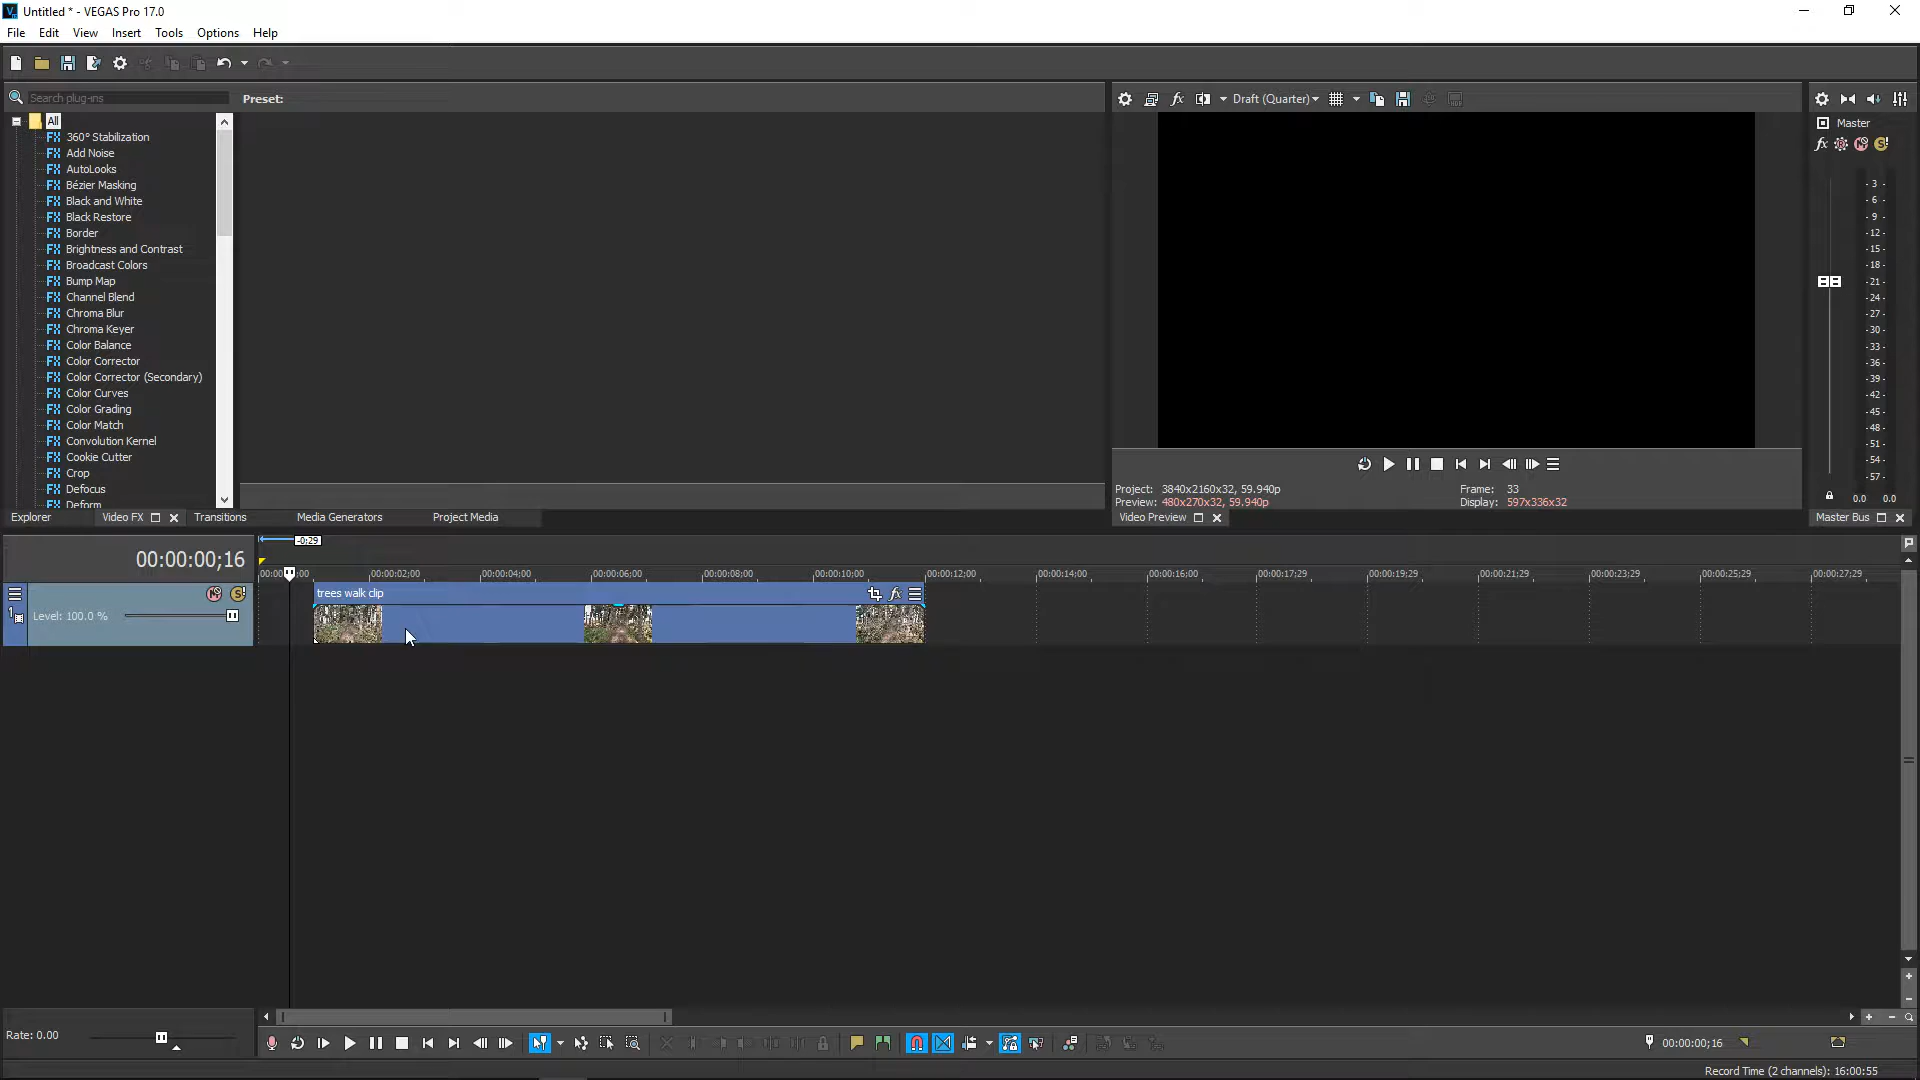 Untitled * - VEGAS Pro 17.0
File Edit View Insert Tools Options Help
Search plug-ins
Preset:
Draft (Quarter)
All
360° Stabilization
Add Noise
AutoLooks
Bézier Masking
Black and White
Black Restore
Border
Brightness and Contrast
Broadcast Colors
Bump Map
Channel Blend
Chroma Blur
Chroma Keyer
Color Balance
Color Corrector
Color Corrector (Secondary)
Color Curves
Color Grading
Color Match
Convolution Kernel
Cookie Cutter
Crop
Defocus
Deform
Explorer Video FX Transitions Media Generators Project Media
Project: 3840x2160x32, 59.940p Frame: 33
Preview: 480x270x32, 59.940p Display: 597x336x32
Video Preview
Master
- 3 -
- 6 -
- 9 -
-12-
-15-
-18-
-21-
-24-
-27-
-30-
-33-
-36-
-39-
-42-
-45-
-48-
-51-
-54-
-57-
0.0 0.0
Master Bus
00:00:00;16
-0:29
00:00:02;00 00:00:04;00 00:00:06;00 00:00:08;00 00:00:10;00 00:00:12;00 00:00:14;00 00:00:16;00 00:00:17;29 00:00:19;29 00:00:21;29 00:00:23;29 00:00:25;29 00:00:27;29
1
Level: 100.0 %
trees walk clip
Rate: 0.00
00:00:00;16
Record Time (2 channels): 16:00:55